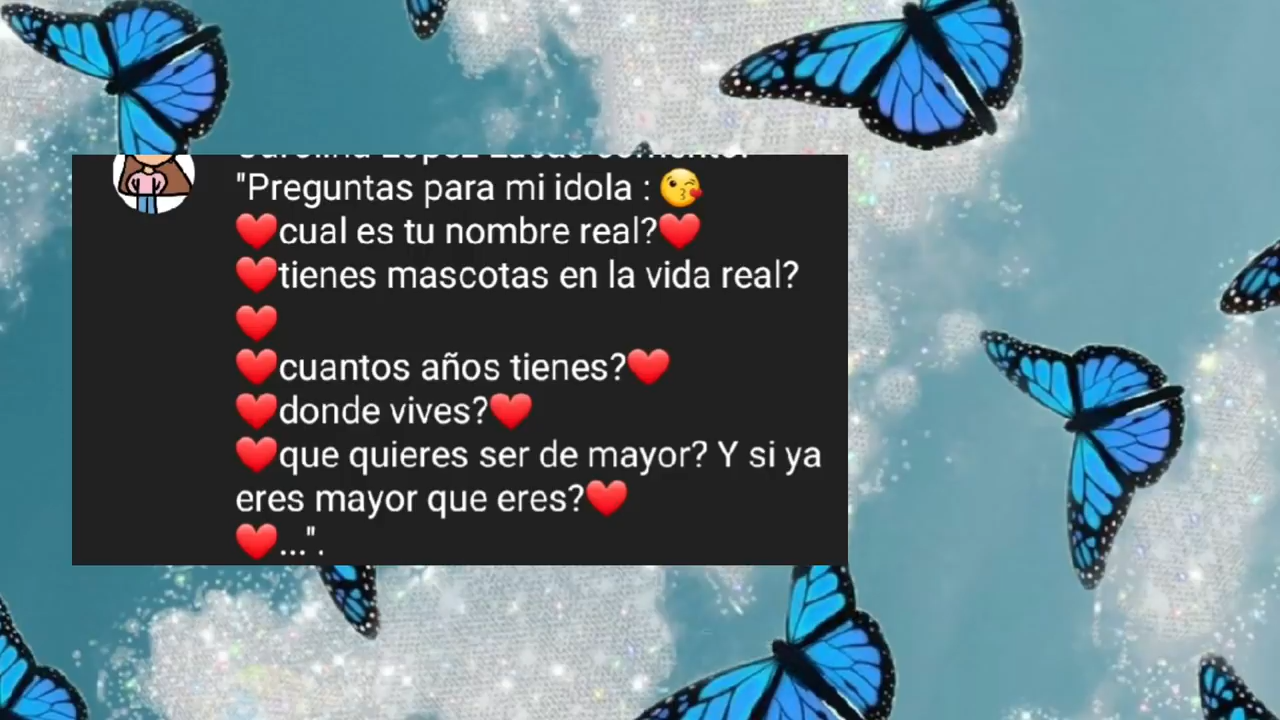 "Preguntas para mi idola : 😘
❤️cual es tu nombre real?❤️
❤️tienes mascotas en la vida real?
❤️
❤️cuantos años tienes?❤️
❤️donde vives?❤️
❤️que quieres ser de mayor? Y si ya
eres mayor que eres?❤️
❤️...".